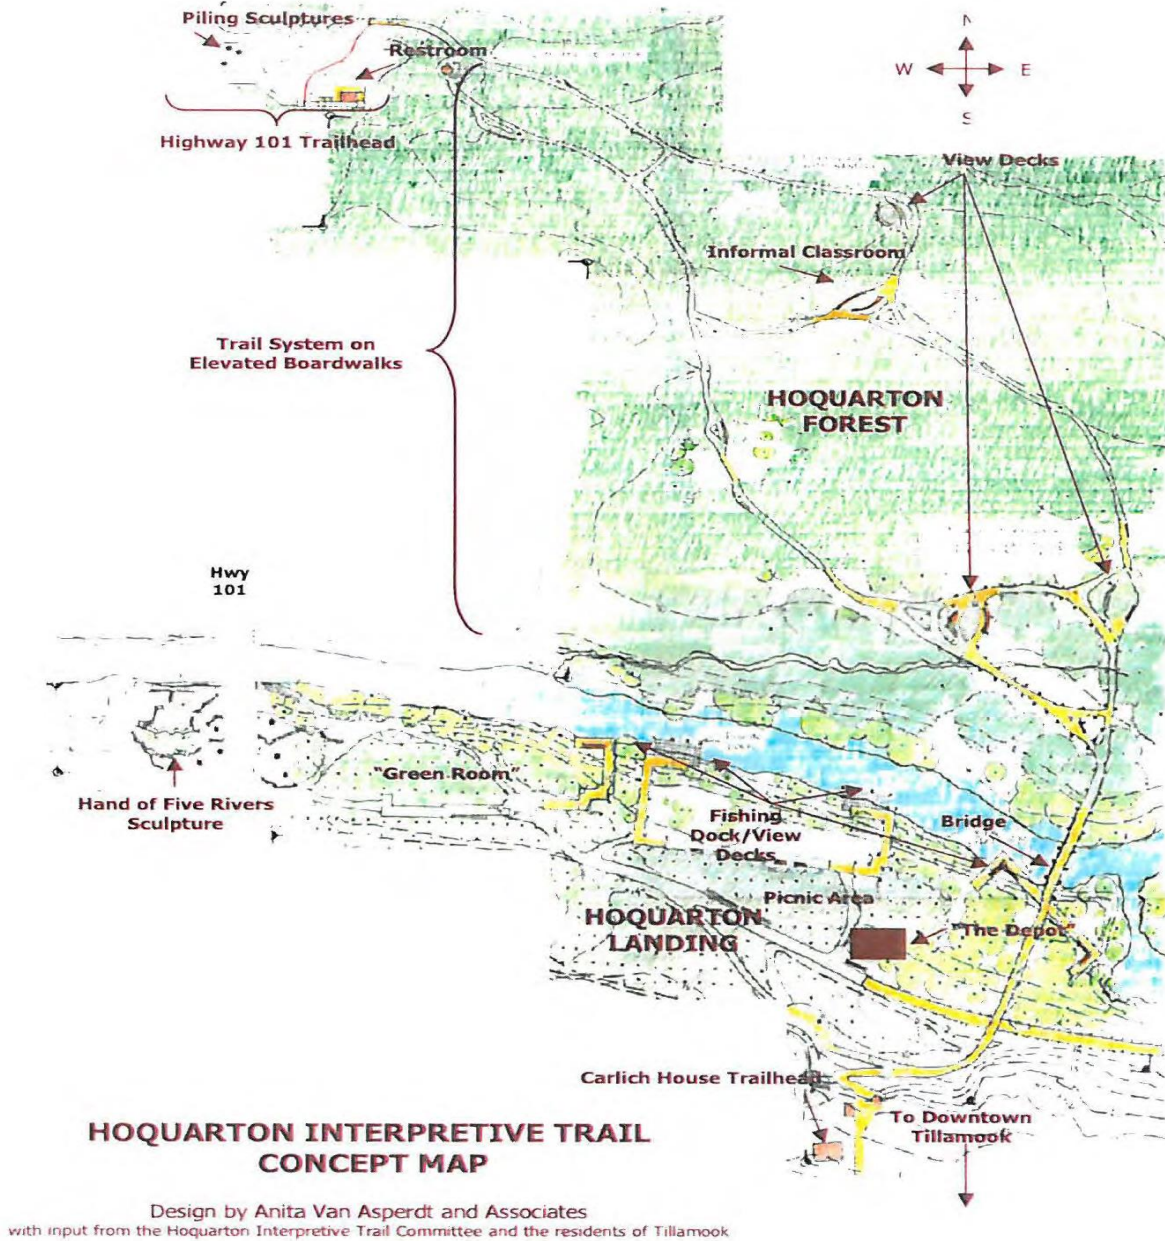 Piling Sculptures
N
Restroom
W
E
S
Highway 101 Trailhead
View Decks
Informal Classroom
Trail System on
Elevated Boardwalks
HOQUARTON
FOREST
Hwy
101
"Green Room"
Hand of Five Rivers
Sculpture
Fishing
Dock/View
Decks
Bridge
Picnic Area
HOQUARTON
LANDING
"The Depot"
Carlich House Trailhead
To Downtown
Tillamook
HOQUARTON INTERPRETIVE TRAIL
CONCEPT MAP
Design by Anita Van Asperdt and Associates
with input from the Hoquarton Interpretive Trail Committee and the residents of Tillamook